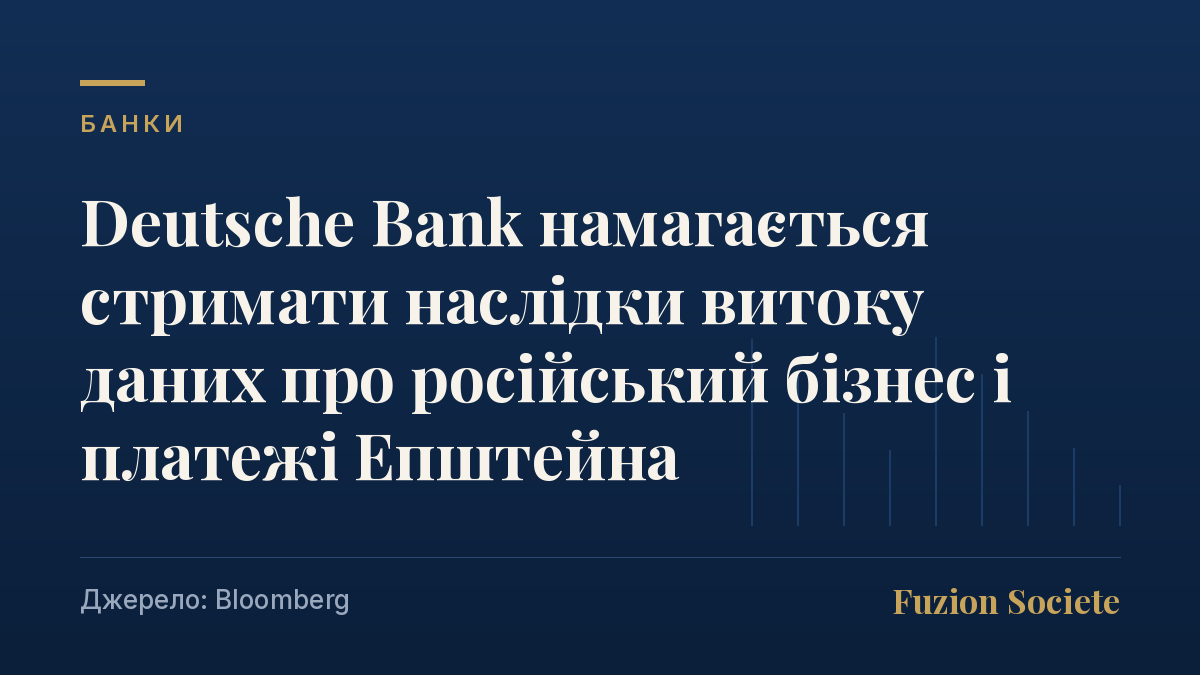 БАНКИ
Deutsche Bank намагається
стримати наслідки витоку
даних про російський бізнес і
платежі Епштейна
Джерело: Bloomberg
Fuzion Societe